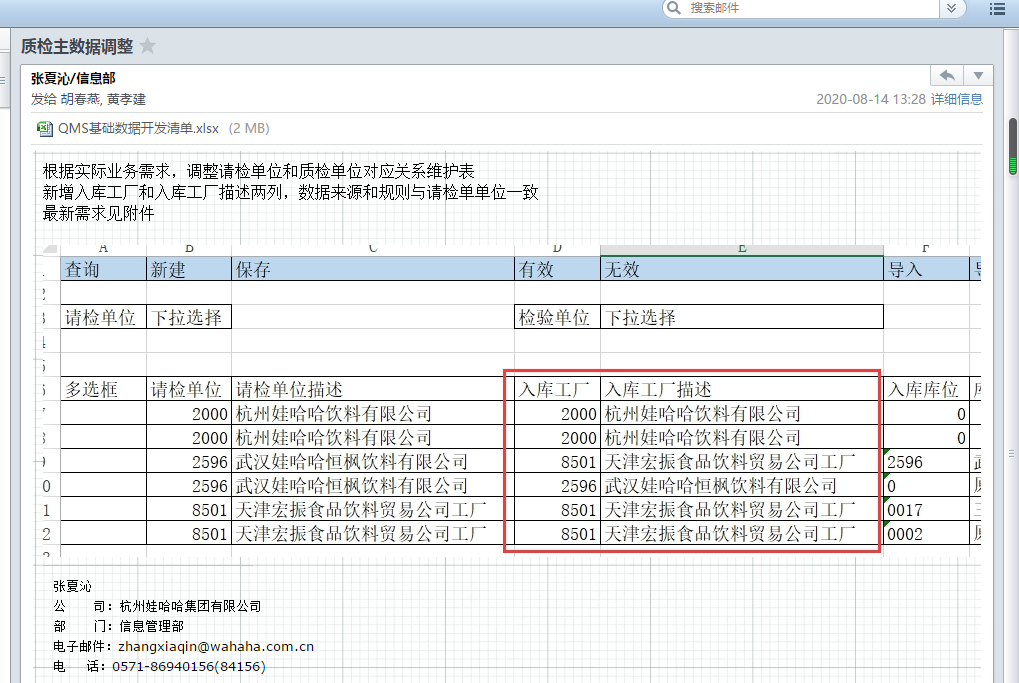 搜索邮件
质检主数据调整
张夏沁/信息部
发给 胡春燕, 黄孝建
2020-08-14 13:28 详细信息
QMS基础数据开发清单.xlsx (2 MB)
根据实际业务需求，调整请检单位和质检单位对应关系维护表
新增入库工厂和入库工厂描述两列，数据来源和规则与请检单单位一致
最新需求见附件
A B C D E F
查询 新建 保存 有效 无效 导入
2
请检单位 下拉选择 检验单位 下拉选择
4
5
多选框 请检单位 请检单位描述 入库工厂 入库工厂描述 入库库位
2000 杭州娃哈哈饮料有限公司 2000 杭州娃哈哈饮料有限公司 0
2000 杭州娃哈哈饮料有限公司 2000 杭州娃哈哈饮料有限公司 0
2596 武汉娃哈哈恒枫饮料有限公司 8501 天津宏振食品饮料贸易公司工厂 2596
0 2596 武汉娃哈哈恒枫饮料有限公司 2596 武汉娃哈哈恒枫饮料有限公司 0
1 8501 天津宏振食品饮料贸易公司工厂 8501 天津宏振食品饮料贸易公司工厂 0017
2 8501 天津宏振食品饮料贸易公司工厂 8501 天津宏振食品饮料贸易公司工厂 0002
张夏沁
公 司：杭州娃哈哈集团有限公司
部 门：信息管理部
电子邮件：zhangxiaqin@wahaha.com.cn
电 话：0571-86940156(84156)